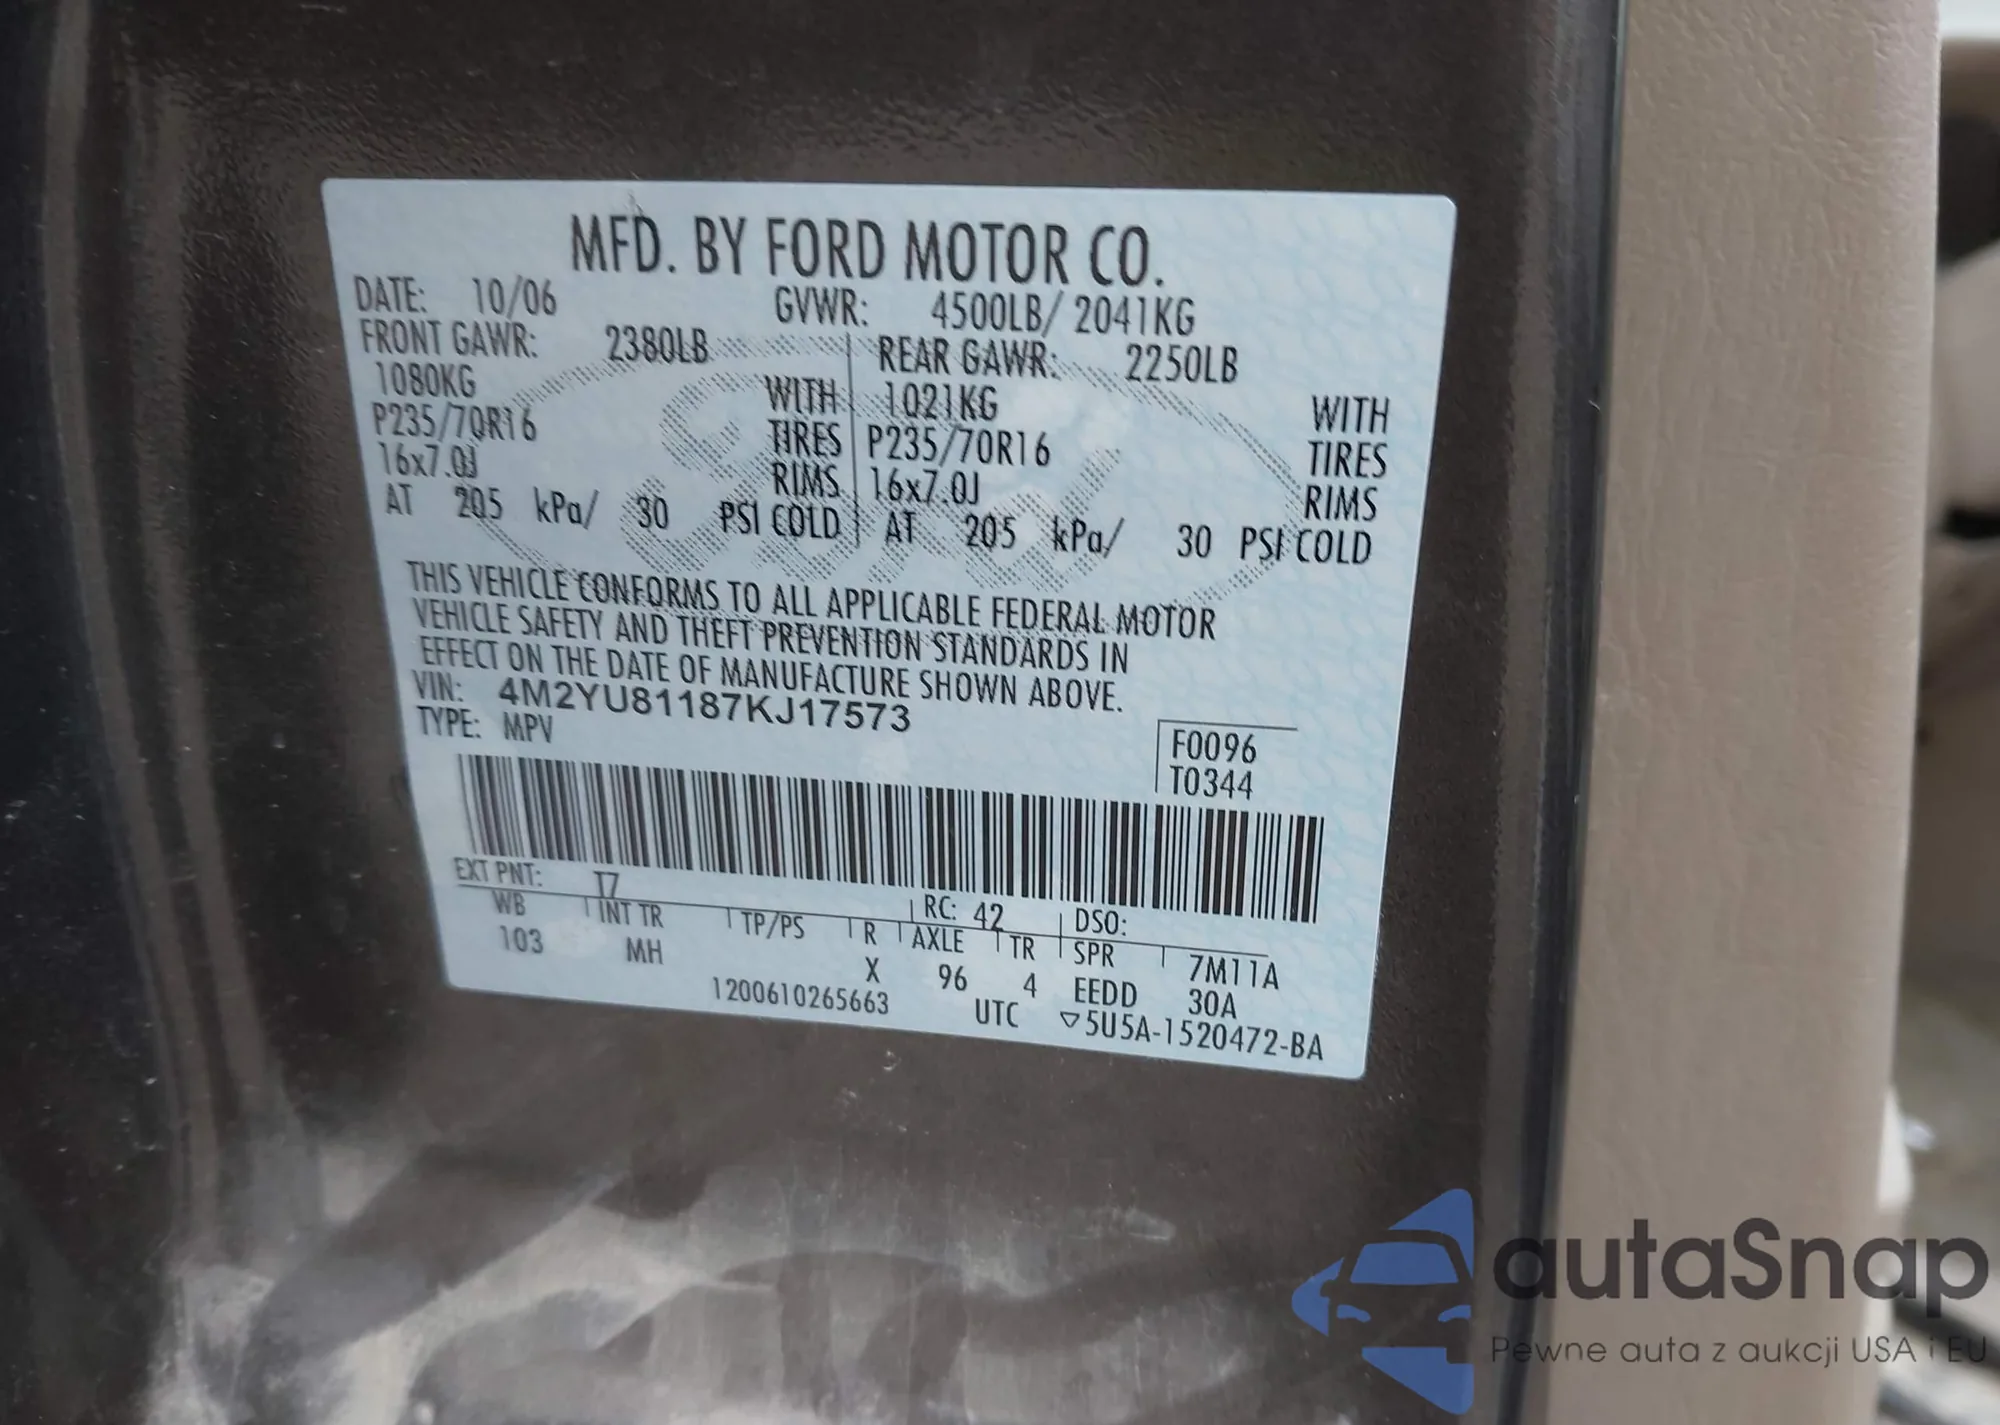 MFD. BY FORD MOTOR CO.
DATE: 10/06 GVWR: 4500LB/ 2041KG
FRONT GAWR: 2380LB REAR GAWR: 2250LB
1080KG WITH 1021KG WITH
P235/70R16 TIRES P235/70R16 TIRES
16x7.0J RIMS 16x7.0J RIMS
AT 205 kPa/ 30 PSI COLD AT 205 kPa/ 30 PSI COLD
THIS VEHICLE CONFORMS TO ALL APPLICABLE FEDERAL MOTOR
VEHICLE SAFETY AND THEFT PREVENTION STANDARDS IN
EFFECT ON THE DATE OF MANUFACTURE SHOWN ABOVE.
VIN: 4M2YU81187KJ17573
TYPE: MPV
F0096
T0344
EXT PNT: T7 RC: 42 DSO:
WB INT TR TP/PS R AXLE TR SPR 7M11A
103 MH X 96 4 EEDD 30A
1200610265663 UTC ▽5U5A-1520472-BA
autaSnap
Pewne auta z aukcji USA i EU